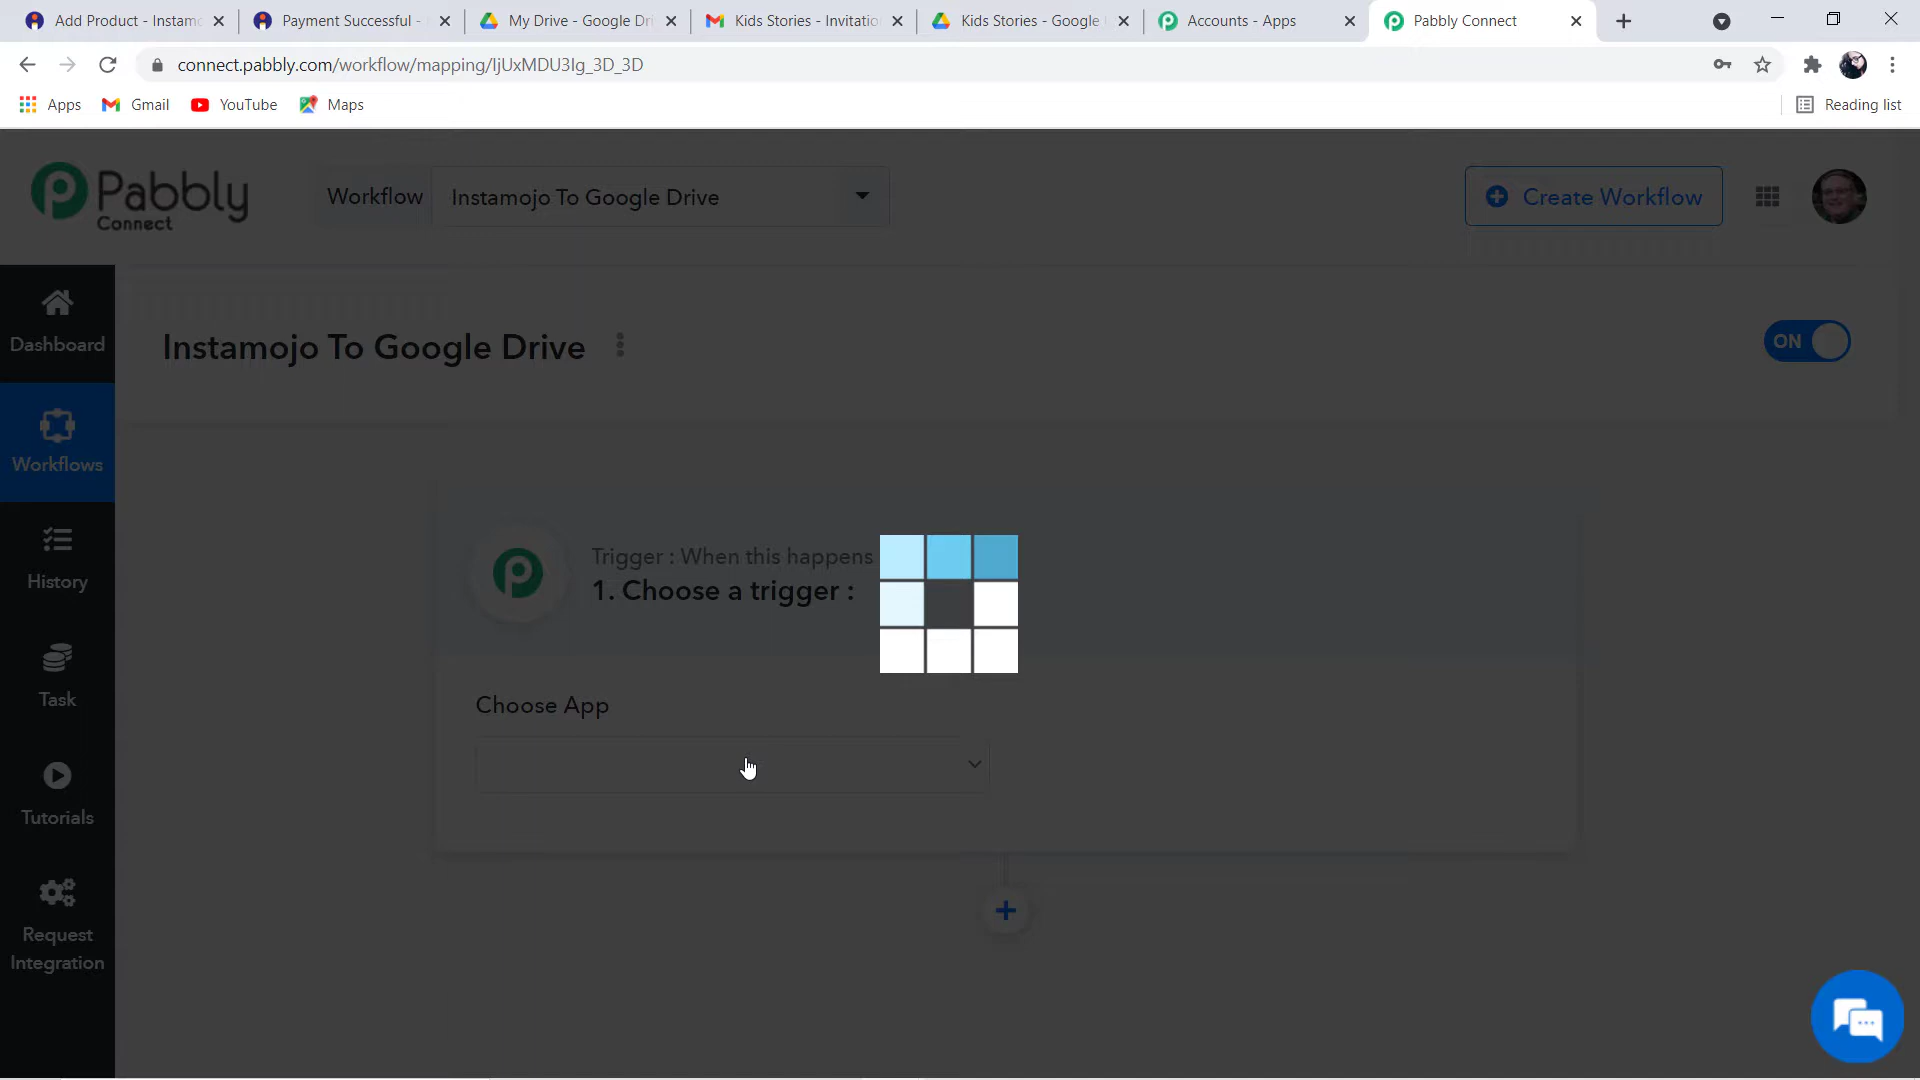 Add Product - Instamo
Payment Successful -
My Drive - Google Dri
Kids Stories - Invitatio
Kids Stories - Google
Accounts - Apps
Pabbly Connect
connect.pabbly.com/workflow/mapping/IjUxMDU3Ig_3D_3D
Apps
Gmail
YouTube
Maps
Reading list
Pabbly
Connect
Workflow
Instamojo To Google Drive
Create Workflow
Dashboard
Instamojo To Google Drive
ON
Workflows
Trigger : When this happens
1. Choose a trigger :
History
Choose App
Task
Tutorials
Request
Integration